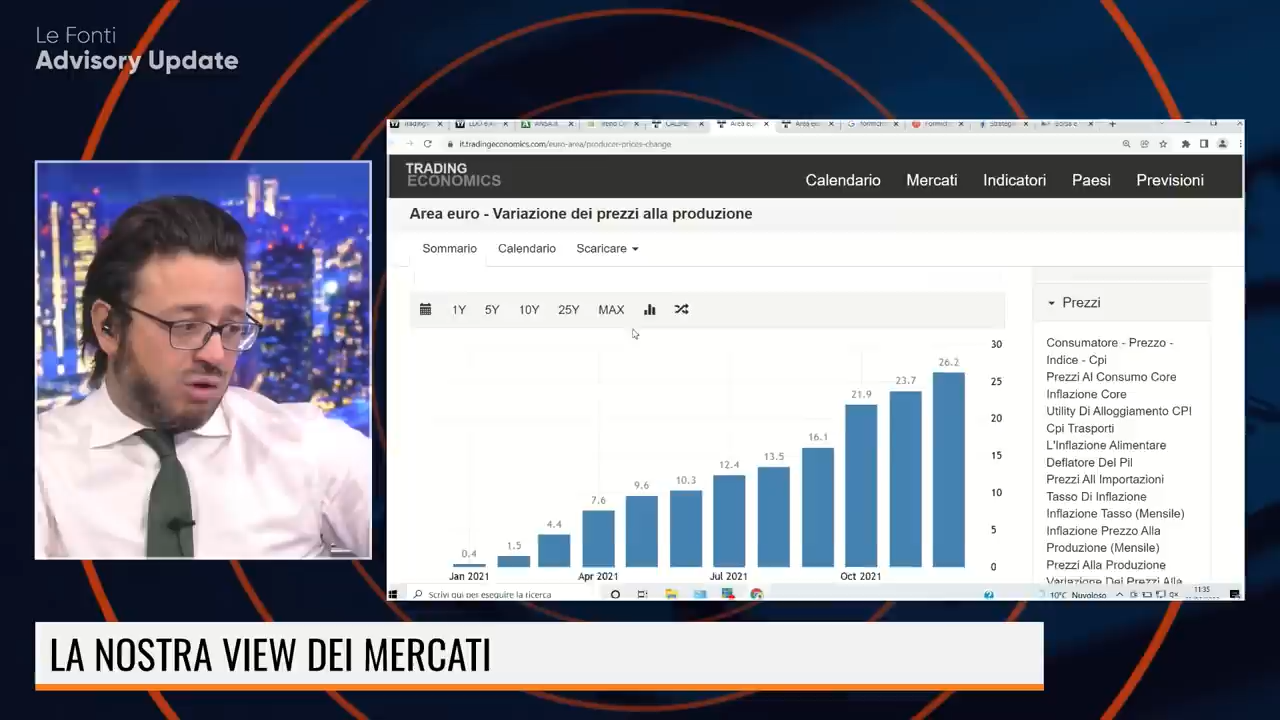 Le Fonti
Advisory Update
it.tradingeconomics.com/euro-area/producer-prices-change
TRADING
ECONOMICS
Calendario Mercati Indicatori Paesi Previsioni
Area euro - Variazione dei prezzi alla produzione
Sommario Calendario Scaricare
1Y 5Y 10Y 25Y MAX
Prezzi
Consumatore - Prezzo -
Indice - Cpi
Prezzi Al Consumo Core
Inflazione Core
Utility Di Alloggiamento CPI
Cpi Trasporti
L'Inflazione Alimentare
Deflatore Del Pil
Prezzi All Importazioni
Tasso Di Inflazione
Inflazione Tasso (Mensile)
Inflazione Prezzo Alla
Produzione (Mensile)
Prezzi Alla Produzione
Variazione Dei Prezzi Alla
30
25
20
15
10
5
0
0.4
1.5
4.4
7.6
9.6
10.3
12.4
13.5
16.1
21.9
23.7
26.2
Jan 2021 Apr 2021 Jul 2021 Oct 2021
Scrivi qui per eseguire la ricerca
10°C Nuvoloso
11:35
LA NOSTRA VIEW DEI MERCATI